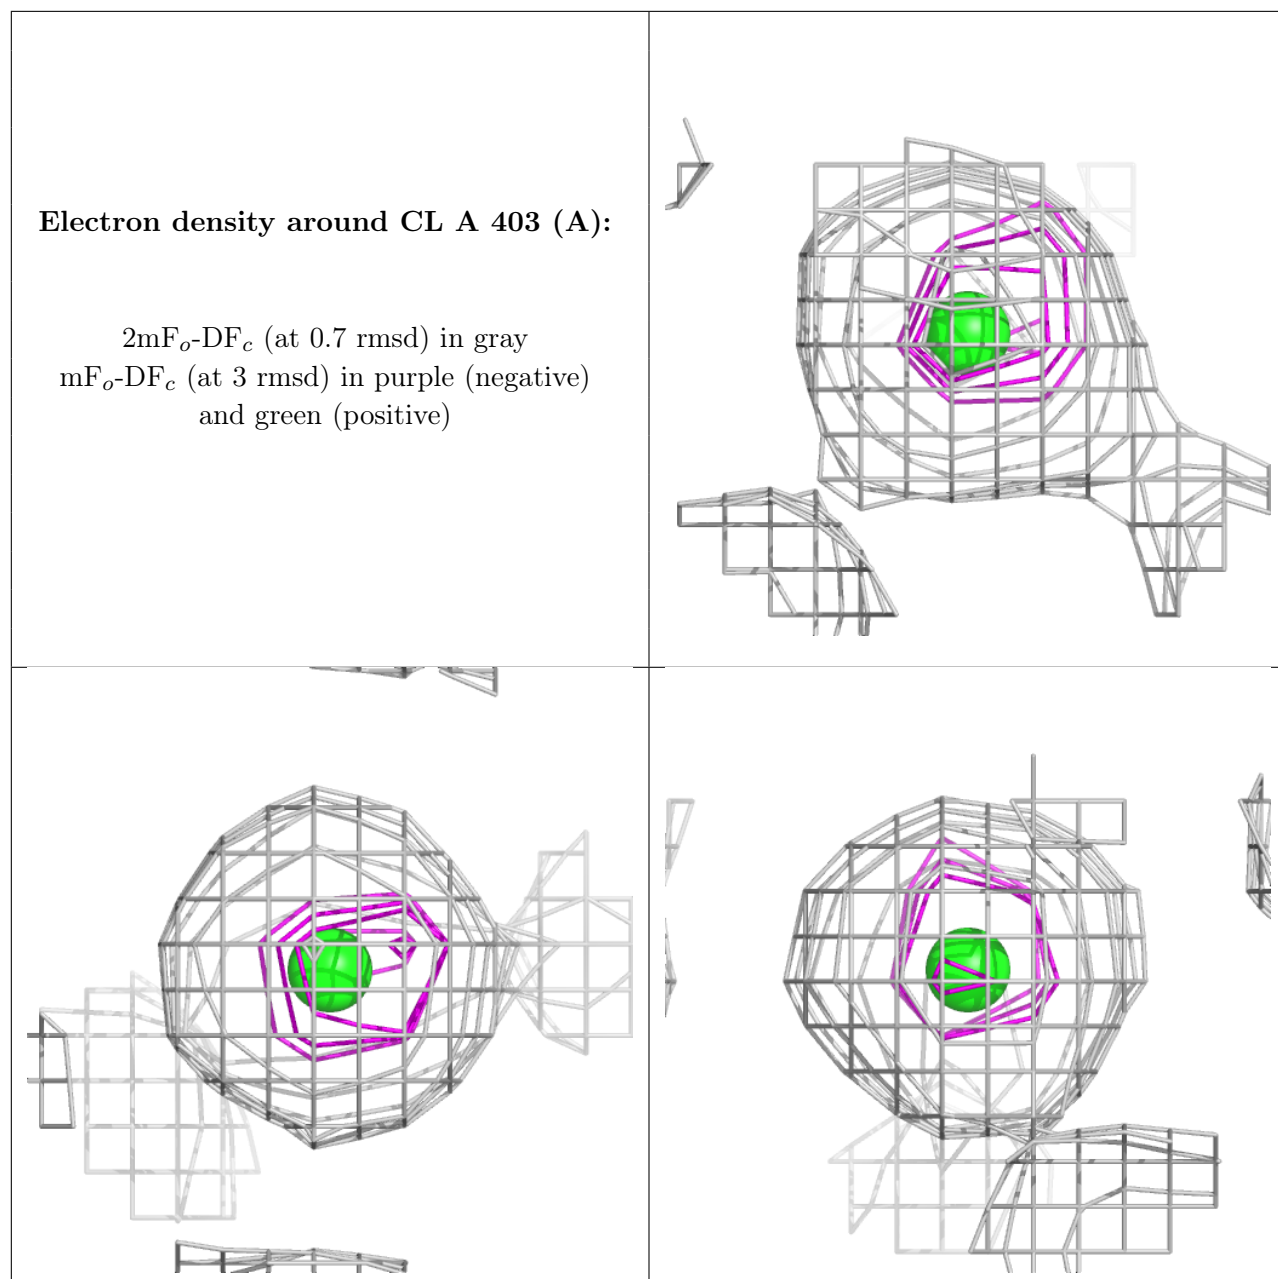 Electron density around CL A 403 (A):
2mFo-DFc (at 0.7 rmsd) in gray
mFo-DFc (at 3 rmsd) in purple (negative)
and green (positive)